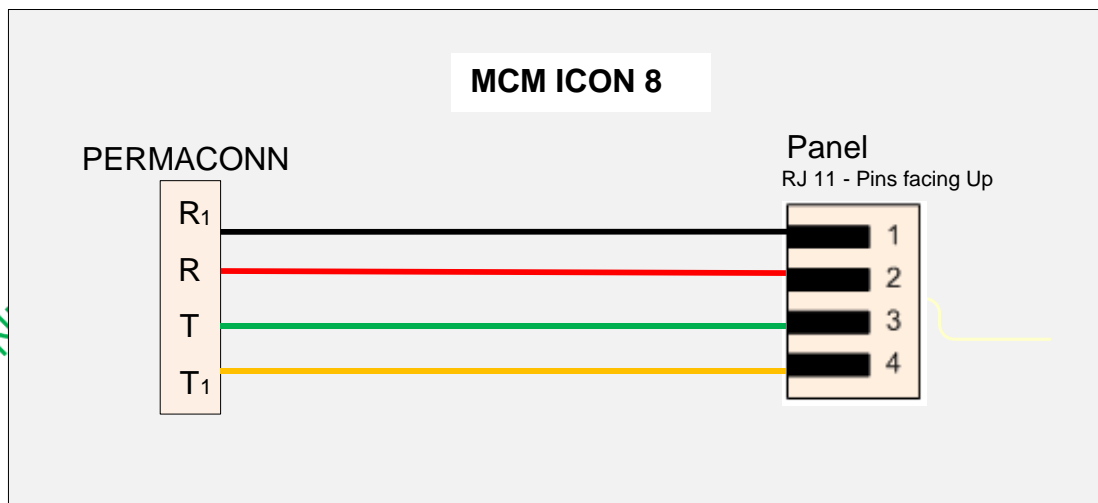 MCM ICON 8
PERMACONN
Panel
RJ 11 - Pins facing Up
R1
R
T
T1
1
2
3
4